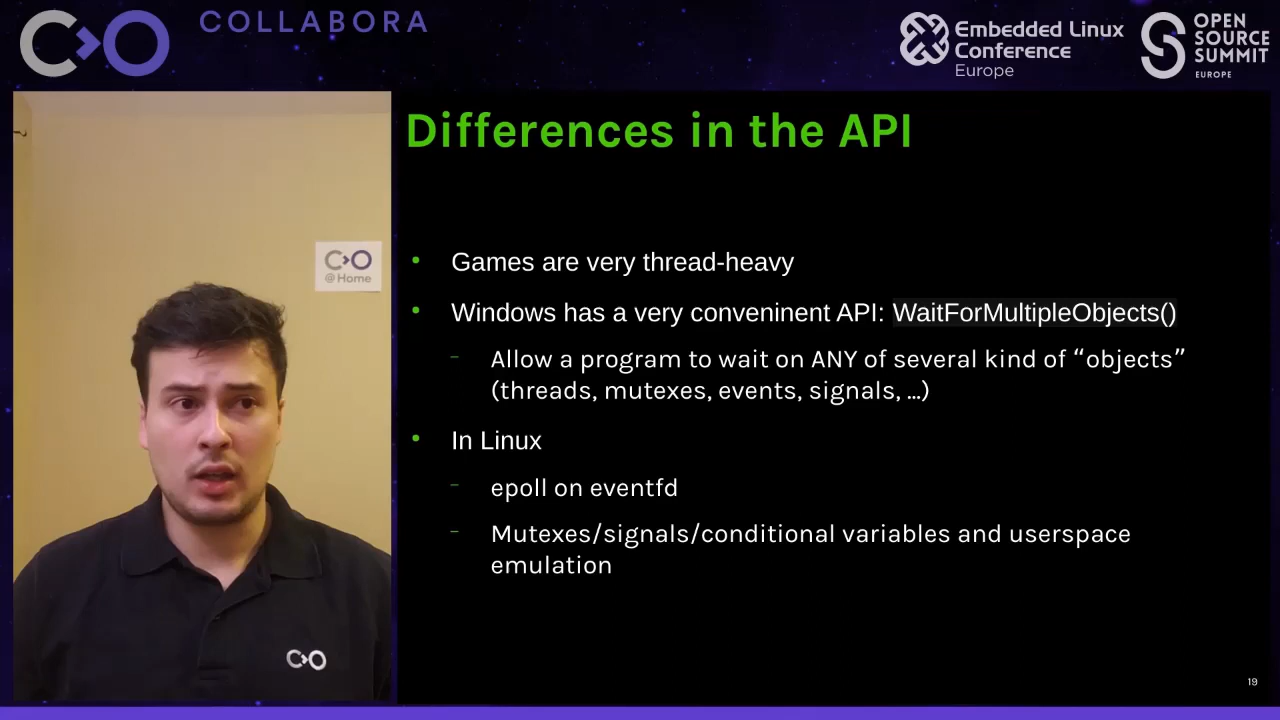 COLLABORA
Embedded Linux
Conference
Europe
OPEN
SOURCE
SUMMIT
EUROPE
@Home
Differences in the API
• Games are very thread-heavy
• Windows has a very conveninent API: WaitForMultipleObjects()
– Allow a program to wait on ANY of several kind of “objects”
(threads, mutexes, events, signals, ...)
• In Linux
– epoll on eventfd
– Mutexes/signals/conditional variables and userspace
emulation
19